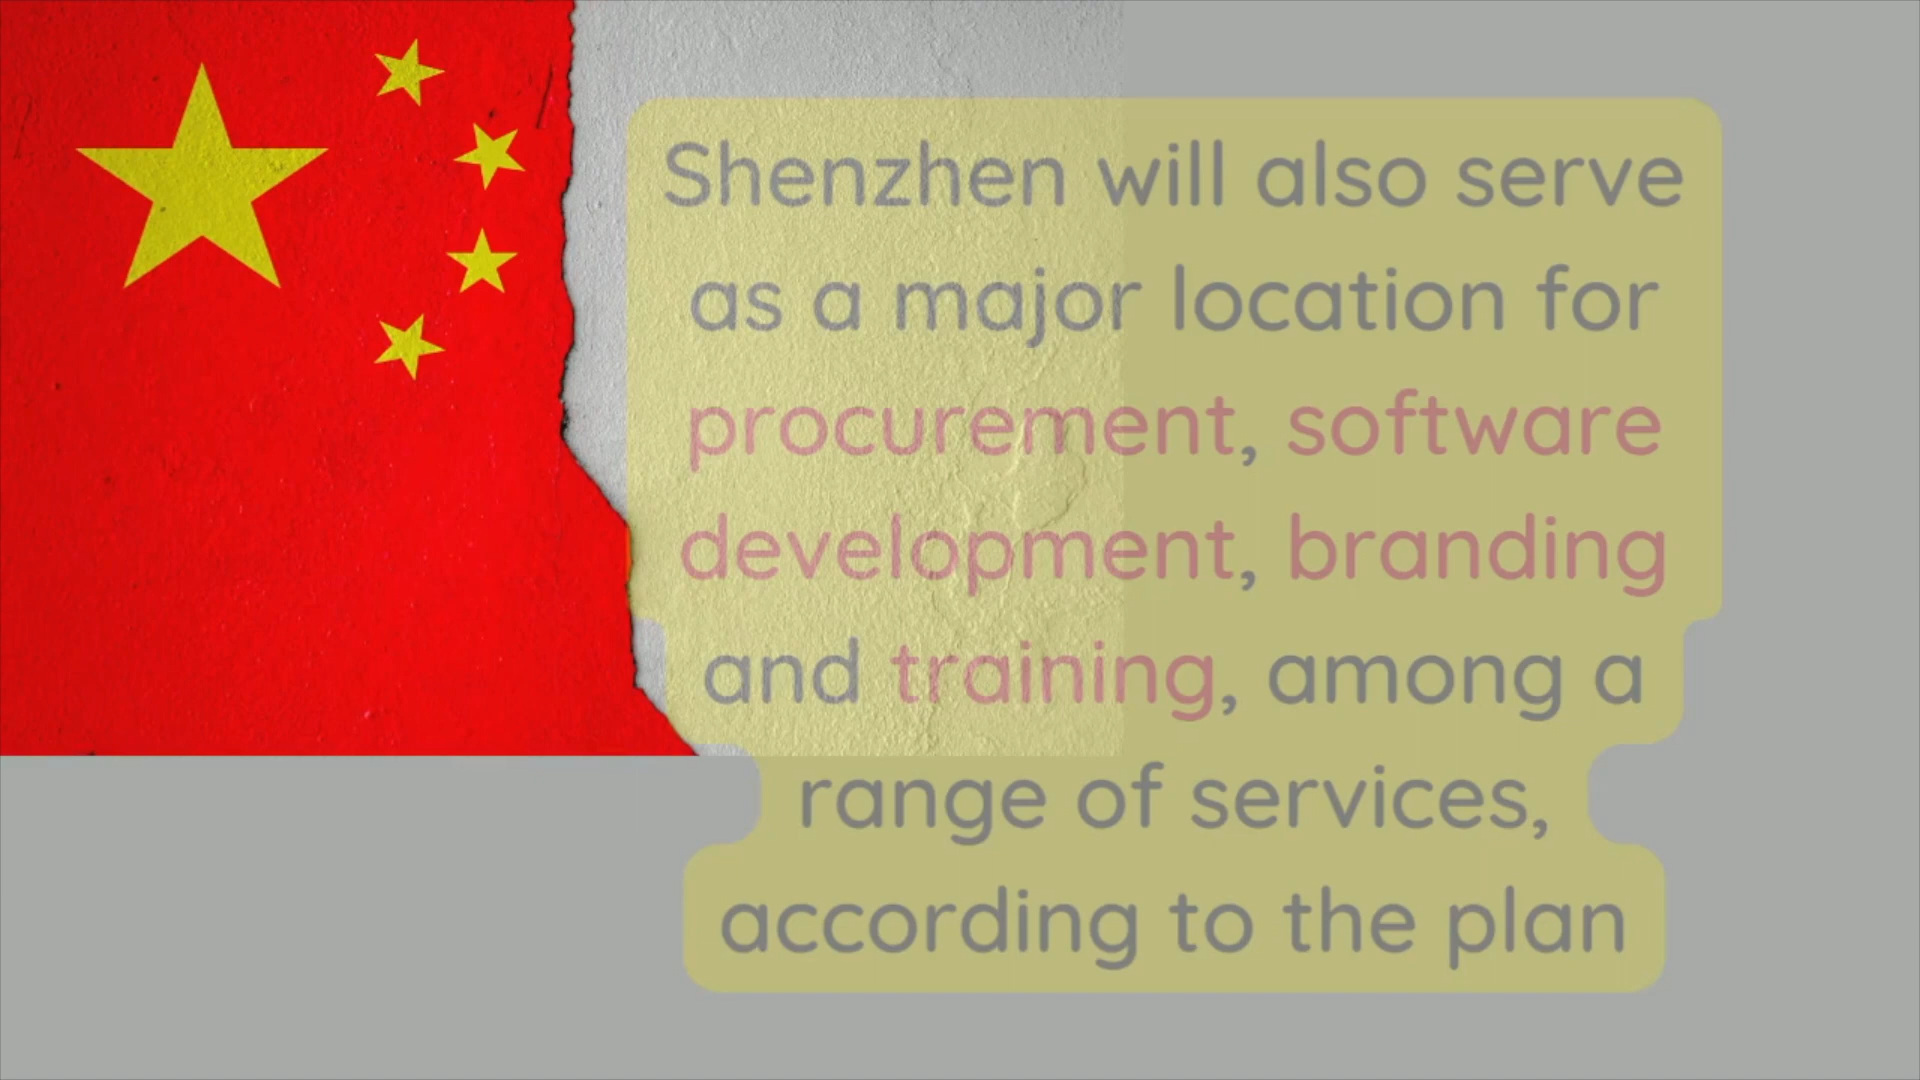 Shenzhen will also serve
as a major location for
procurement, software
development, branding
and training, among a
range of services,
according to the plan